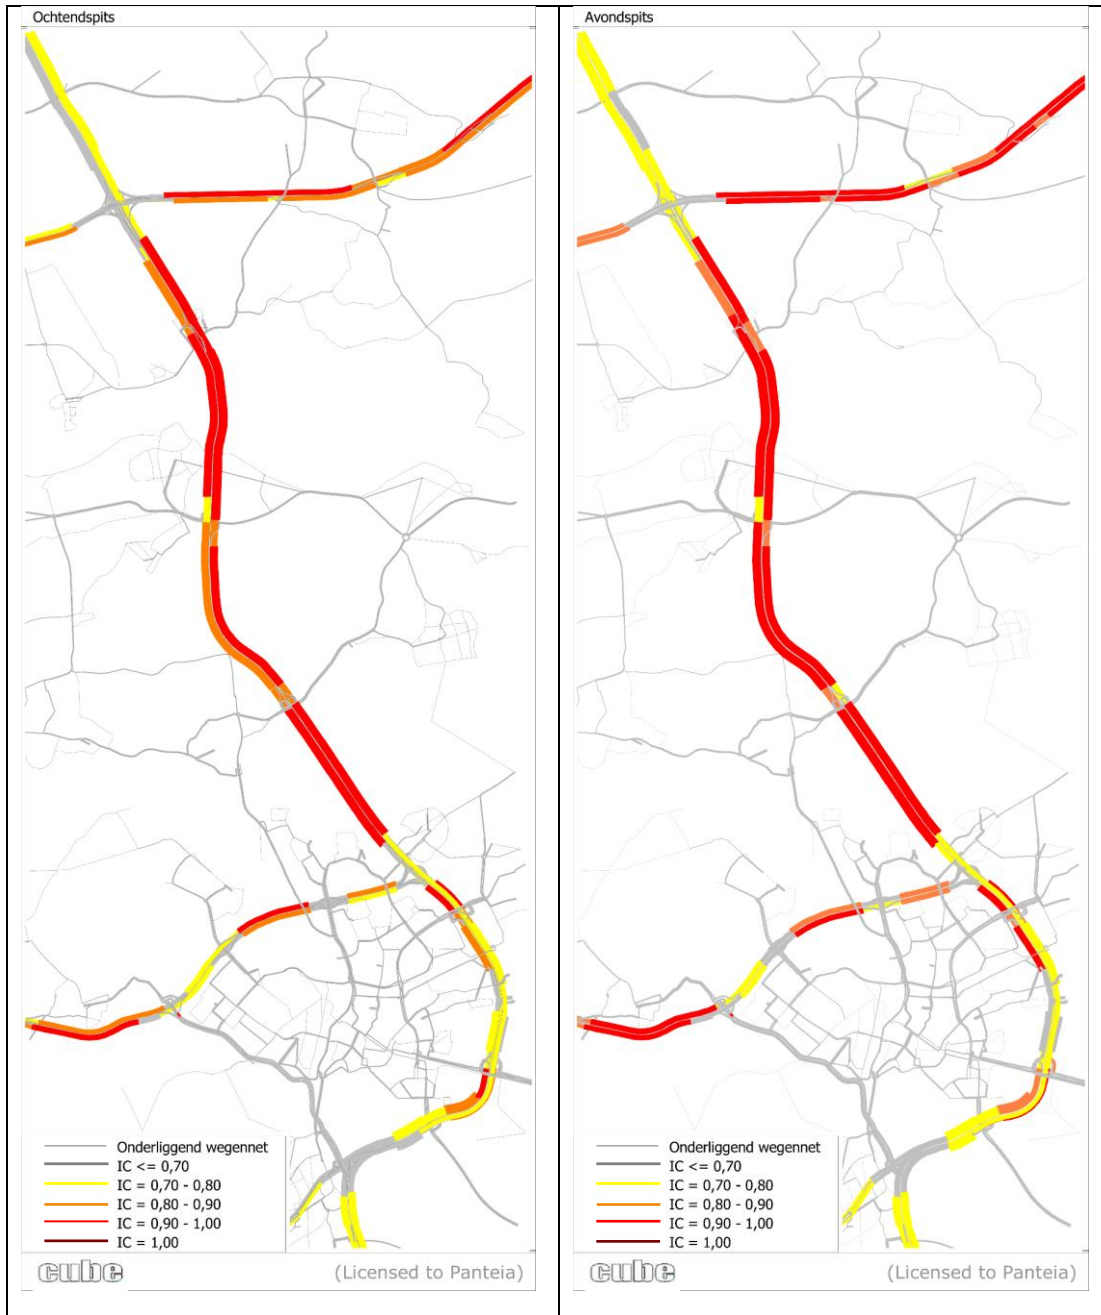 Ochtendspits
Onderliggend wegennet
IC <= 0,70
IC = 0,70 - 0,80
IC = 0,80 - 0,90
IC = 0,90 - 1,00
IC = 1,00
cube
(Licensed to Panteia)
Avondspits
Onderliggend wegennet
IC <= 0,70
IC = 0,70 - 0,80
IC = 0,80 - 0,90
IC = 0,90 - 1,00
IC = 1,00
cube
(Licensed to Panteia)